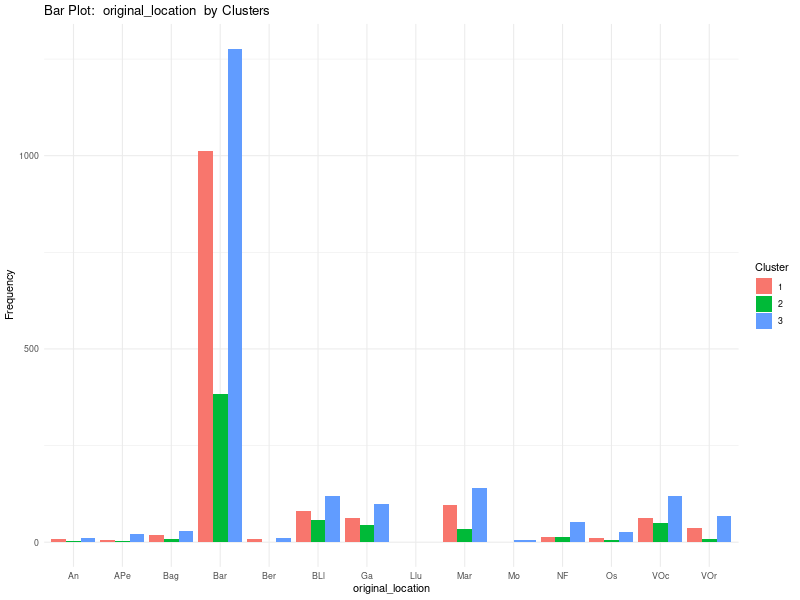 Bar Plot:  original_location  by Clusters
Frequency
1000
500
0
An APe Bag Bar Ber BLl Ga Llu Mar Mo NF Os VOc VOr
original_location
Cluster
1
2
3